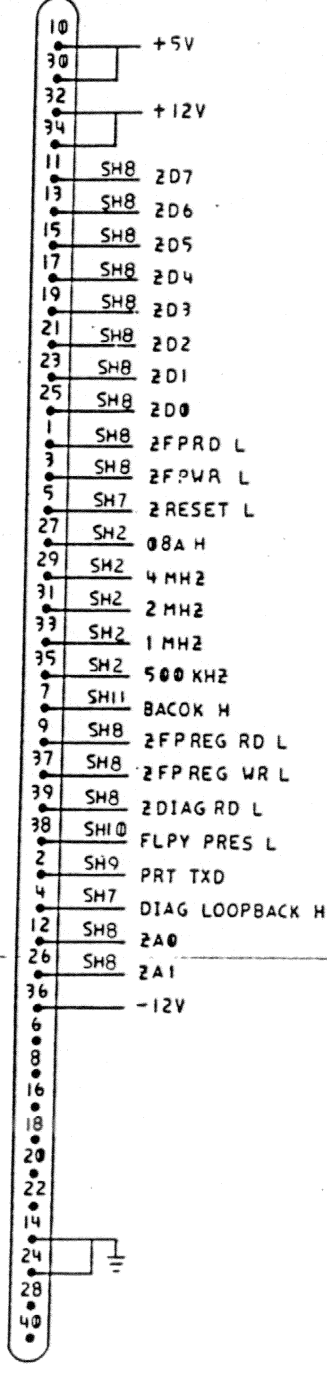 10 +5V
30
32 +12V
34
11 SH8 2D7
13 SH8 2D6
15 SH8 2D5
17 SH8 2D4
19 SH8 2D3
21 SH8 2D2
23 SH8 2D1
25 SH8 2D0
1 SH8 2FPRD L
3 SH8 2FPWR L
5 SH7 2RESET L
27 SH2 08A H
29 SH2 4 MHZ
31 SH2 2 MHZ
33 SH2 1 MHZ
35 SH2 500 KHZ
7 SH11 BACOK H
9 SH8 2FPREG RD L
37 SH8 2FPREG WR L
39 SH8 2DIAG RD L
38 SH10 FLPY PRES L
2 SH9 PRT TXD
4 SH7 DIAG LOOPBACK H
12 SH8 2A0
26 SH8 2A1
36 -12V
6
8
16
18
20
22
14
24
28
40